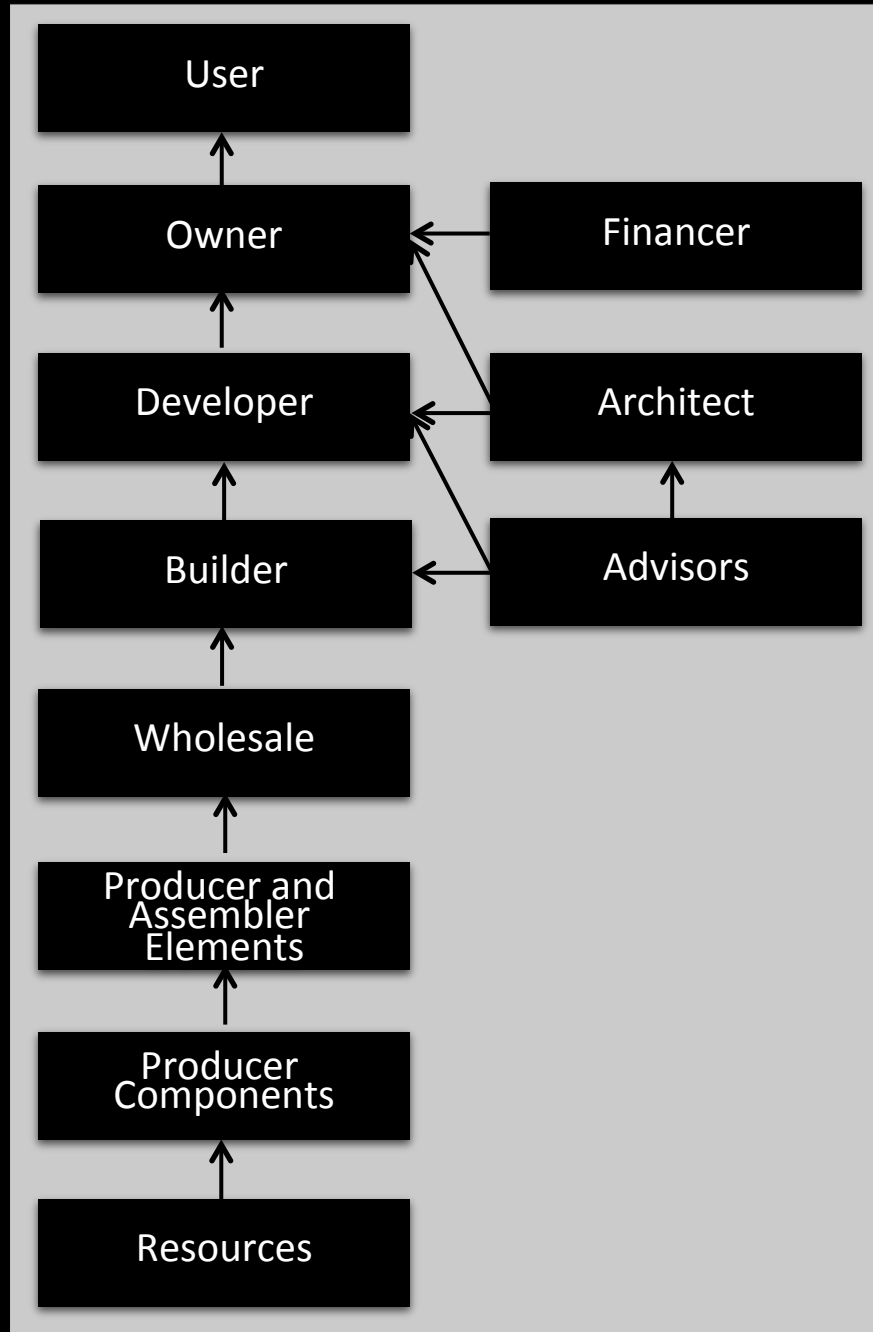 User
Owner
Financer
Developer
Architect
Builder
Advisors
Wholesale
Producer and
Assembler
Elements
Producer
Components
Resources